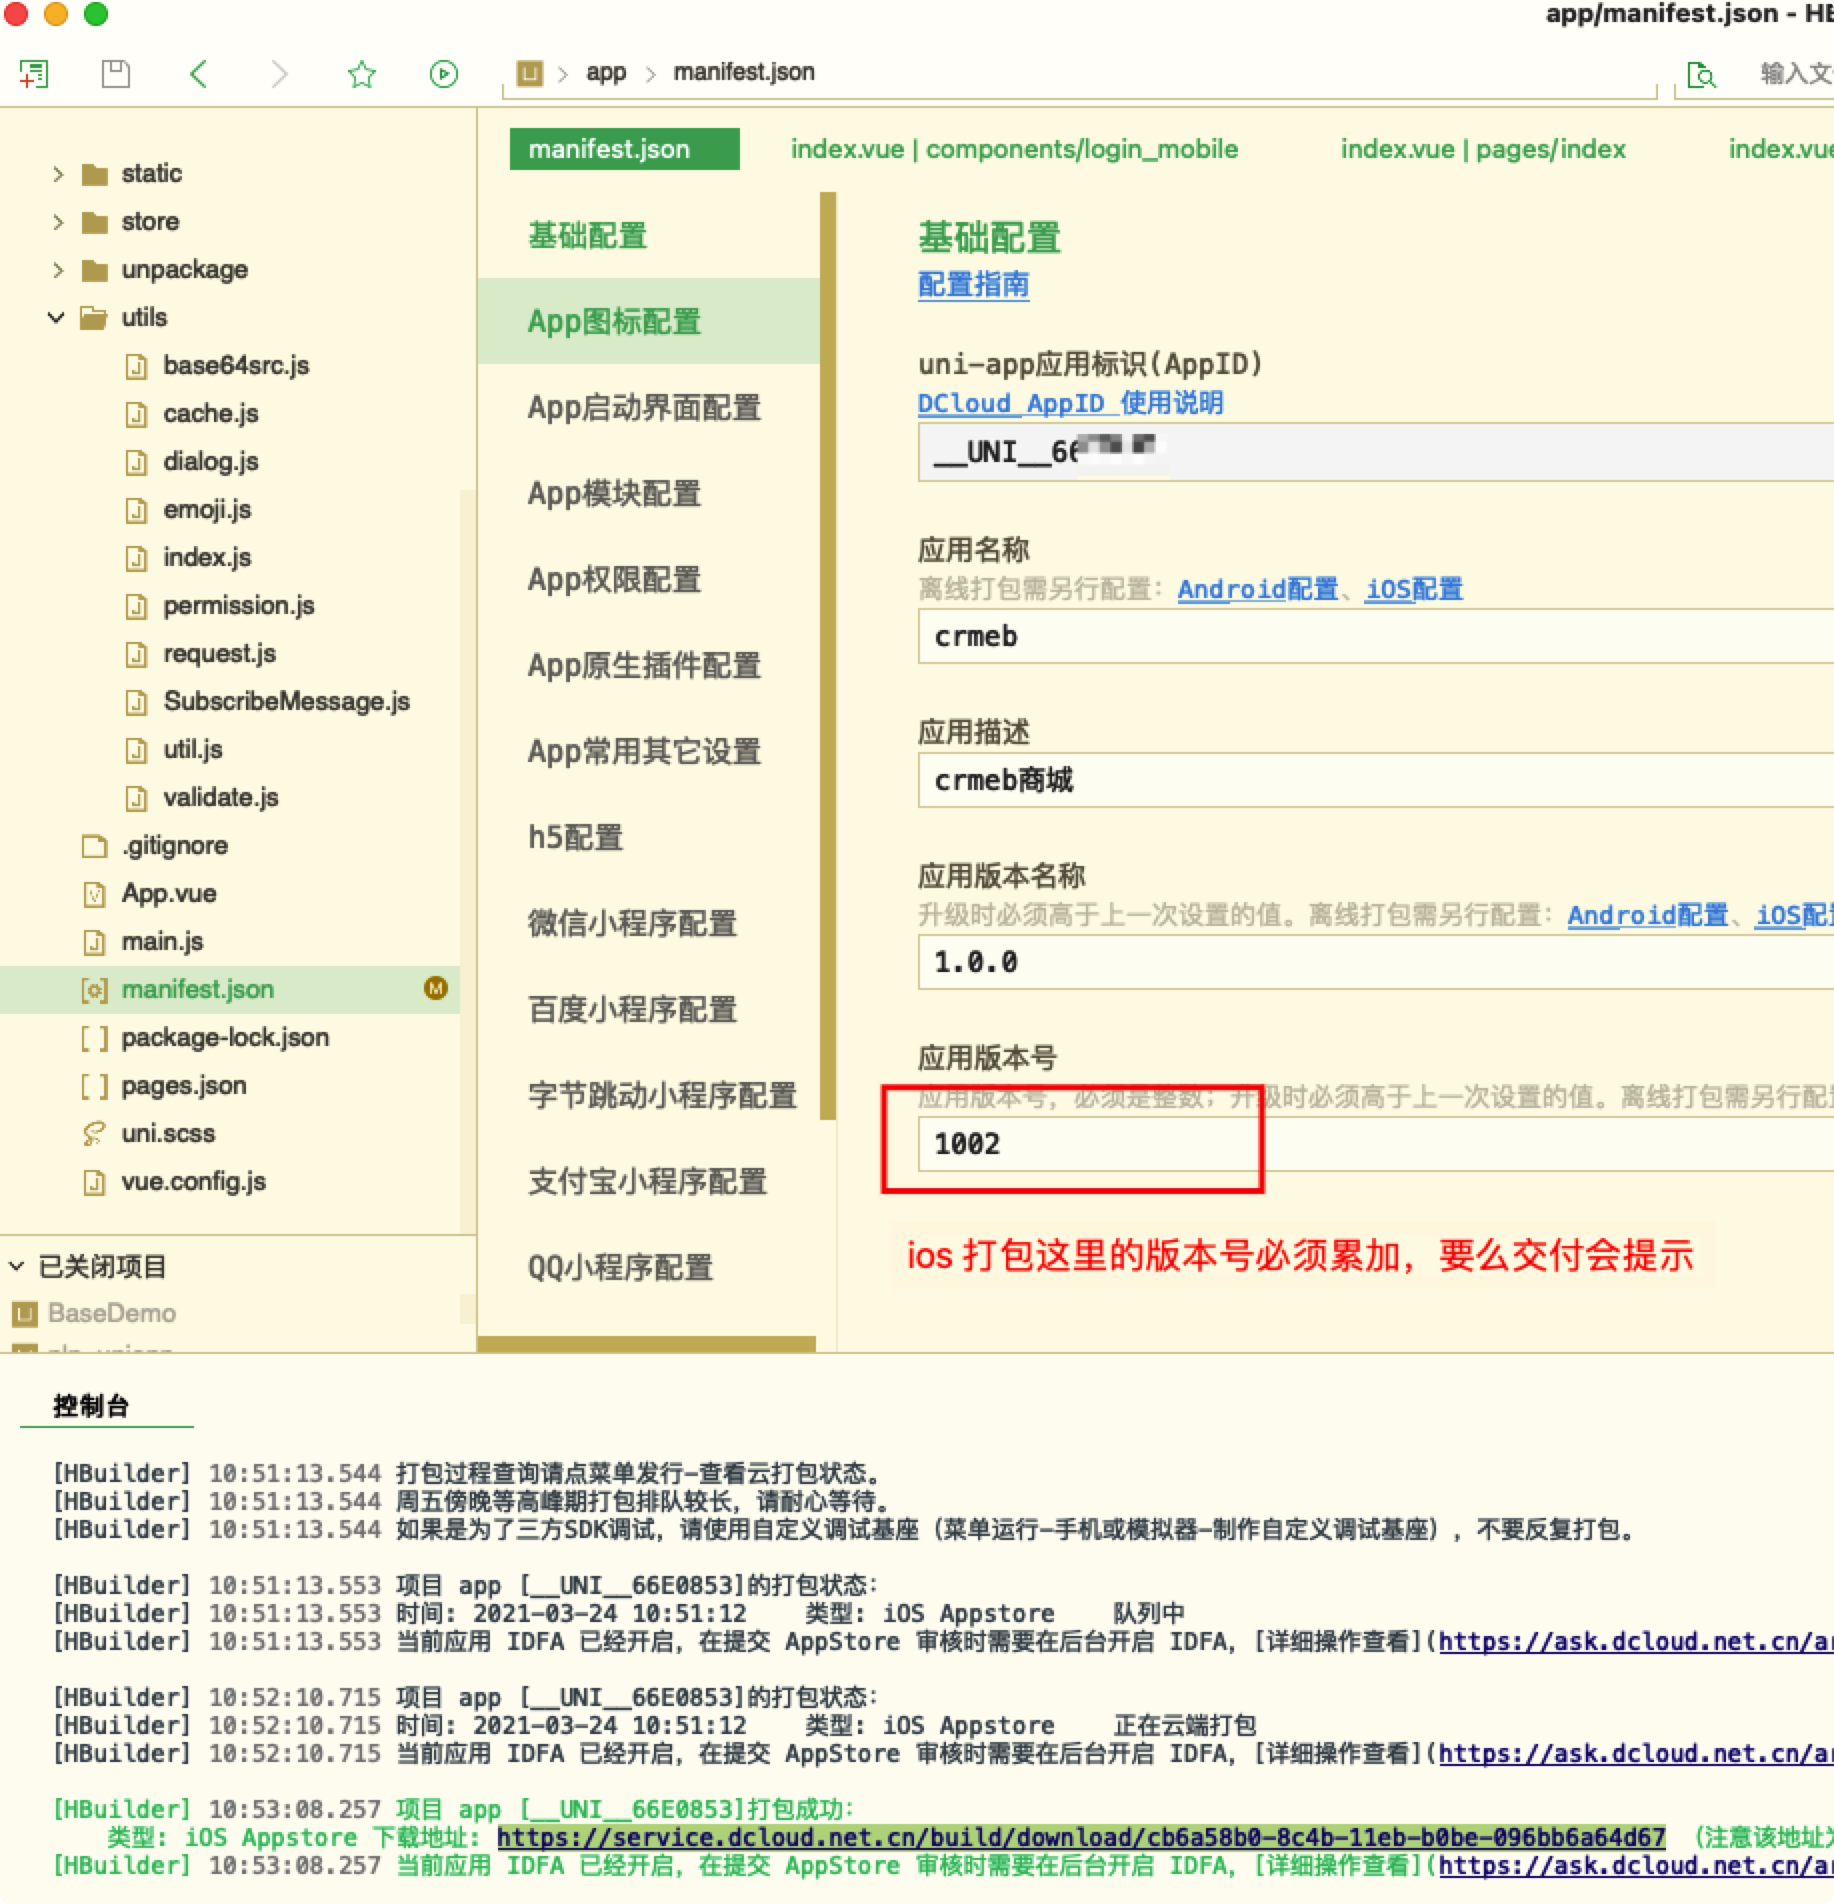 app/manifest.json - HB
app
manifest.json
输入文
manifest.json
index.vue | components/login_mobile
index.vue | pages/index
index.vue
static
store
unpackage
utils
base64src.js
cache.js
dialog.js
emoji.js
index.js
permission.js
request.js
SubscribeMessage.js
util.js
validate.js
.gitignore
App.vue
main.js
manifest.json
M
package-lock.json
pages.json
uni.scss
vue.config.js
已关闭项目
BaseDemo
基础配置
App图标配置
App启动界面配置
App模块配置
App权限配置
App原生插件配置
App常用其它设置
h5配置
微信小程序配置
百度小程序配置
字节跳动小程序配置
支付宝小程序配置
QQ小程序配置
基础配置
配置指南
uni-app应用标识(AppID)
DCloud AppID 使用说明
__UNI__66
应用名称
离线打包需另行配置：Android配置、iOS配置
crmeb
应用描述
crmeb商城
应用版本名称
升级时必须高于上一次设置的值。离线打包需另行配置：Android配置、iOS配
1.0.0
应用版本号
应用版本号，必须是整数；升级时必须高于上一次设置的值。离线打包需另行配
1002
ios 打包这里的版本号必须累加，要么交付会提示
控制台
[HBuilder] 10:51:13.544 打包过程查询请点菜单发行-查看云打包状态。
[HBuilder] 10:51:13.544 周五傍晚等高峰期打包排队较长，请耐心等待。
[HBuilder] 10:51:13.544 如果是为了三方SDK调试，请使用自定义调试基座（菜单运行-手机或模拟器-制作自定义调试基座），不要反复打包。
[HBuilder] 10:51:13.553 项目 app [__UNI__66E0853]的打包状态：
[HBuilder] 10:51:13.553 时间: 2021-03-24 10:51:12 类型: iOS Appstore 队列中
[HBuilder] 10:51:13.553 当前应用 IDFA 已经开启，在提交 AppStore 审核时需要在后台开启 IDFA，[详细操作查看](https://ask.dcloud.net.cn/ar
[HBuilder] 10:52:10.715 项目 app [__UNI__66E0853]的打包状态：
[HBuilder] 10:52:10.715 时间: 2021-03-24 10:51:12 类型: iOS Appstore 正在云端打包
[HBuilder] 10:52:10.715 当前应用 IDFA 已经开启，在提交 AppStore 审核时需要在后台开启 IDFA，[详细操作查看](https://ask.dcloud.net.cn/ar
[HBuilder] 10:53:08.257 项目 app [__UNI__66E0853]打包成功：
类型: iOS Appstore 下载地址: https://service.dcloud.net.cn/build/download/cb6a58b0-8c4b-11eb-b0be-096bb6a64d67 （注意该地址为
[HBuilder] 10:53:08.257 当前应用 IDFA 已经开启，在提交 AppStore 审核时需要在后台开启 IDFA，[详细操作查看](https://ask.dcloud.net.cn/ar